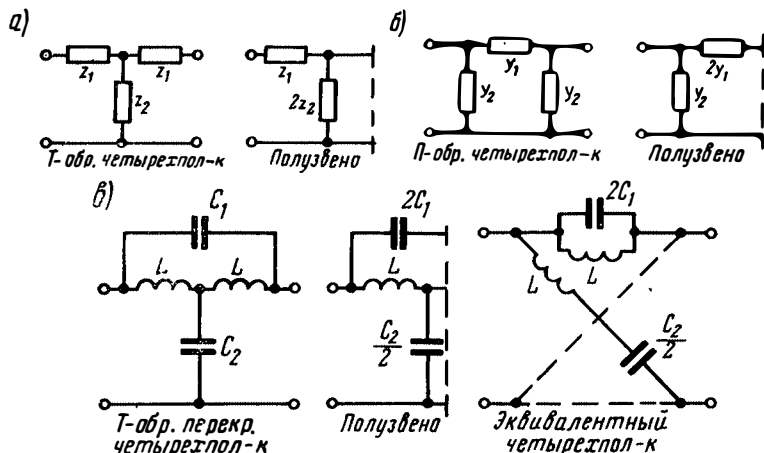 а)
z₁
z₁
z₂
Т-обр. четырехпол-к
z₁
2z₂
Полузвено
б)
y₁
y₂
y₂
П-обр. четырехпол-к
2y₁
y₂
Полузвено
в)
C₁
L
L
C₂
Т-обр. перекр.
четырехпол-к
2C₁
L
C₂
2
Полузвено
2C₁
L
L
C₂
2
Эквивалентный
четырехпол-к